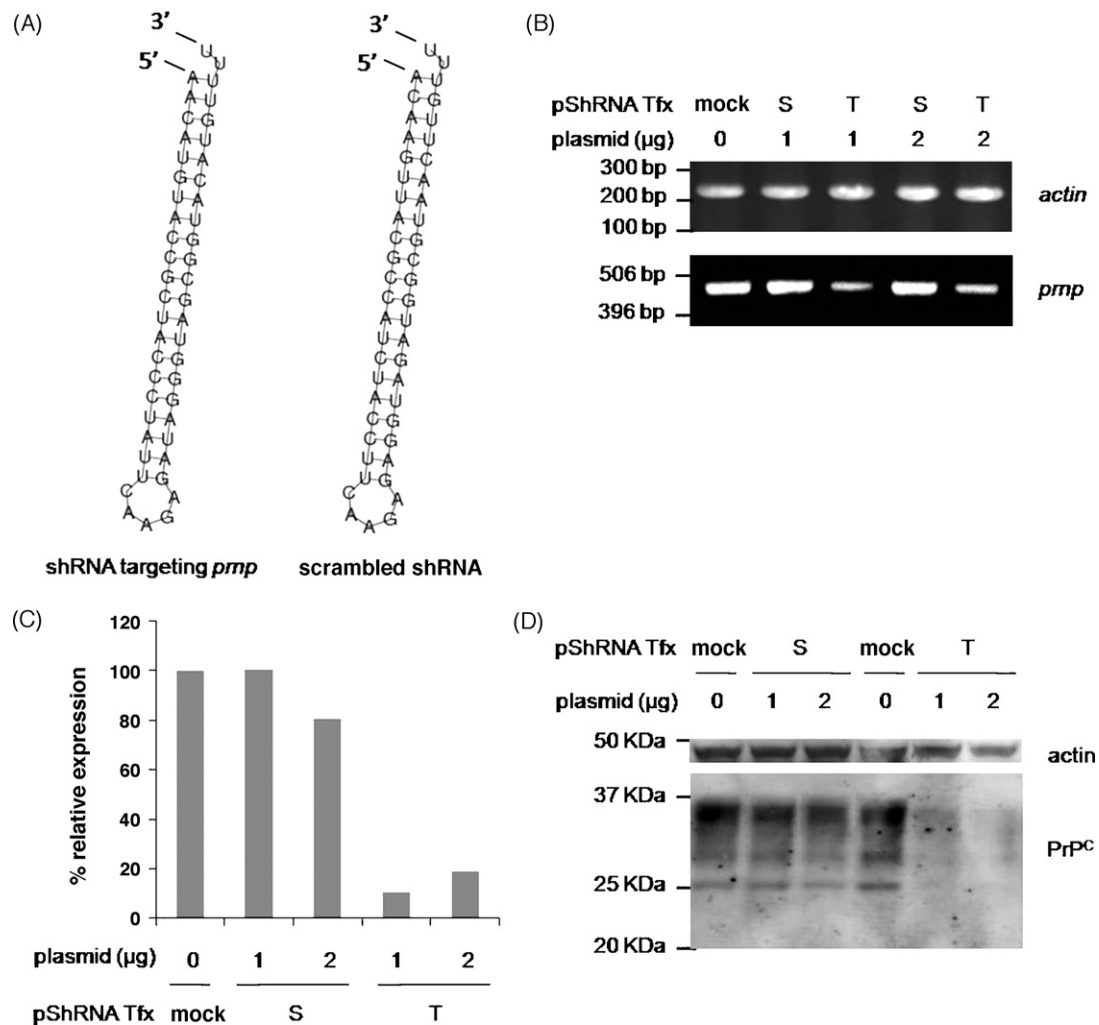 (A)
3’
5’
shRNA targeting prnp
3’
5’
scrambled shRNA
(B)
pShRNA Tfx mock S T S T
plasmid (µg) 0 1 1 2 2
300 bp
200 bp
100 bp
actin
506 bp
396 bp
prnp
(C)
% relative expression
120
100
80
60
40
20
0
plasmid (µg) 0 1 2 1 2
pShRNA Tfx mock S T
(D)
pShRNA Tfx mock S mock T
plasmid (µg) 0 1 2 0 1 2
50 KDa
actin
37 KDa
25 KDa
20 KDa
PrPC